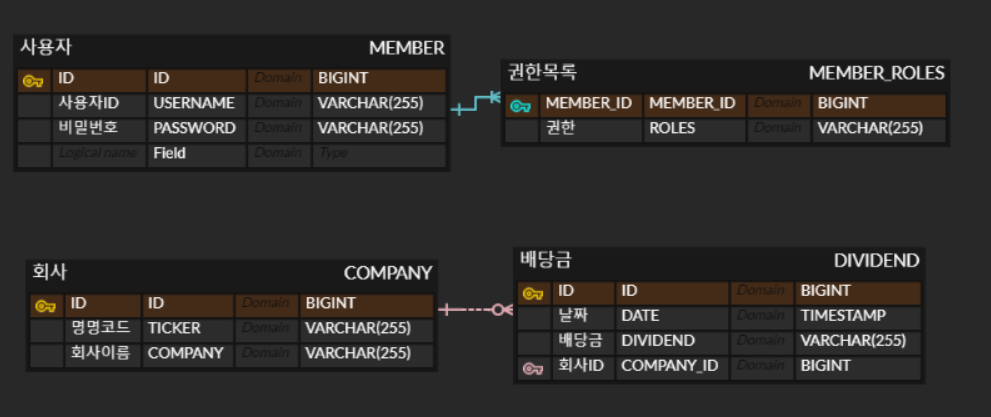 사용자 MEMBER
ID ID Domain BIGINT
사용자ID USERNAME Domain VARCHAR(255)
비밀번호 PASSWORD Domain VARCHAR(255)
Logical name Field Domain Type
권한목록 MEMBER_ROLES
MEMBER_ID MEMBER_ID Domain BIGINT
권한 ROLES Domain VARCHAR(255)
회사 COMPANY
ID ID Domain BIGINT
명명코드 TICKER Domain VARCHAR(255)
회사이름 COMPANY Domain VARCHAR(255)
배당금 DIVIDEND
ID ID Domain BIGINT
날짜 DATE Domain TIMESTAMP
배당금 DIVIDEND Domain VARCHAR(255)
회사ID COMPANY_ID Domain BIGINT